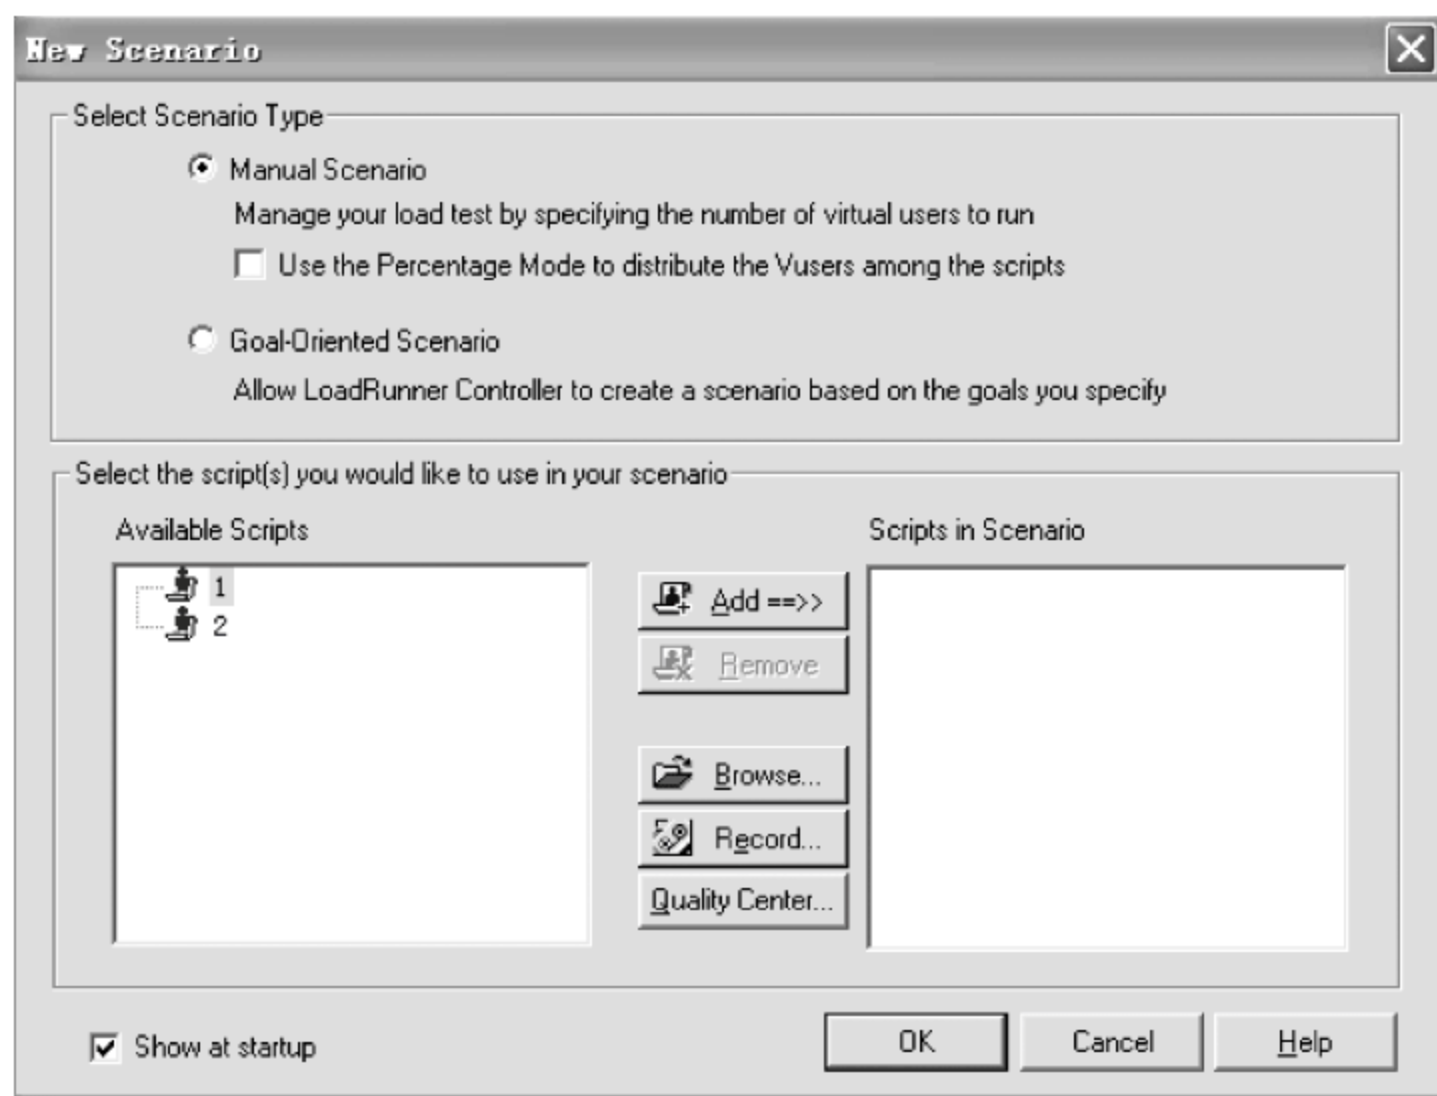 New Scenario
Select Scenario Type
Manual Scenario
Manage your load test by specifying the number of virtual users to run
Use the Percentage Mode to distribute the Vusers among the scripts
Goal-Oriented Scenario
Allow LoadRunner Controller to create a scenario based on the goals you specify
Select the script(s) you would like to use in your scenario
Available Scripts
1
2
Add ==>>
Remove
Browse...
Record...
Quality Center...
Scripts in Scenario
Show at startup
OK
Cancel
Help